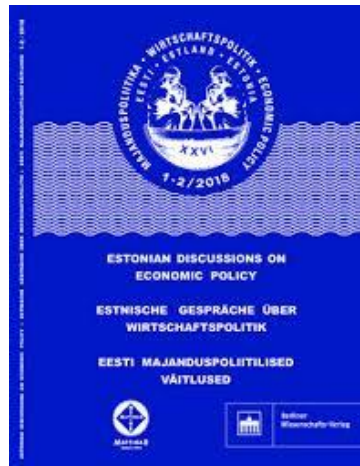 MAJANDUSPOLIITIKA • WIRTSCHAFTSPOLITIK • ECONOMIC POLICY
EESTI • ESTLAND • ESTONIA
XXVI
1-2/2018
ESTONIAN DISCUSSIONS ON
ECONOMIC POLICY
ESTNISCHE GESPRÄCHE ÜBER
WIRTSCHAFTSPOLITIK
EESTI MAJANDUSPOLIITILISED
VÄITLUSED
MATTIMAR
Berliner
Wissenschafts-Verlag